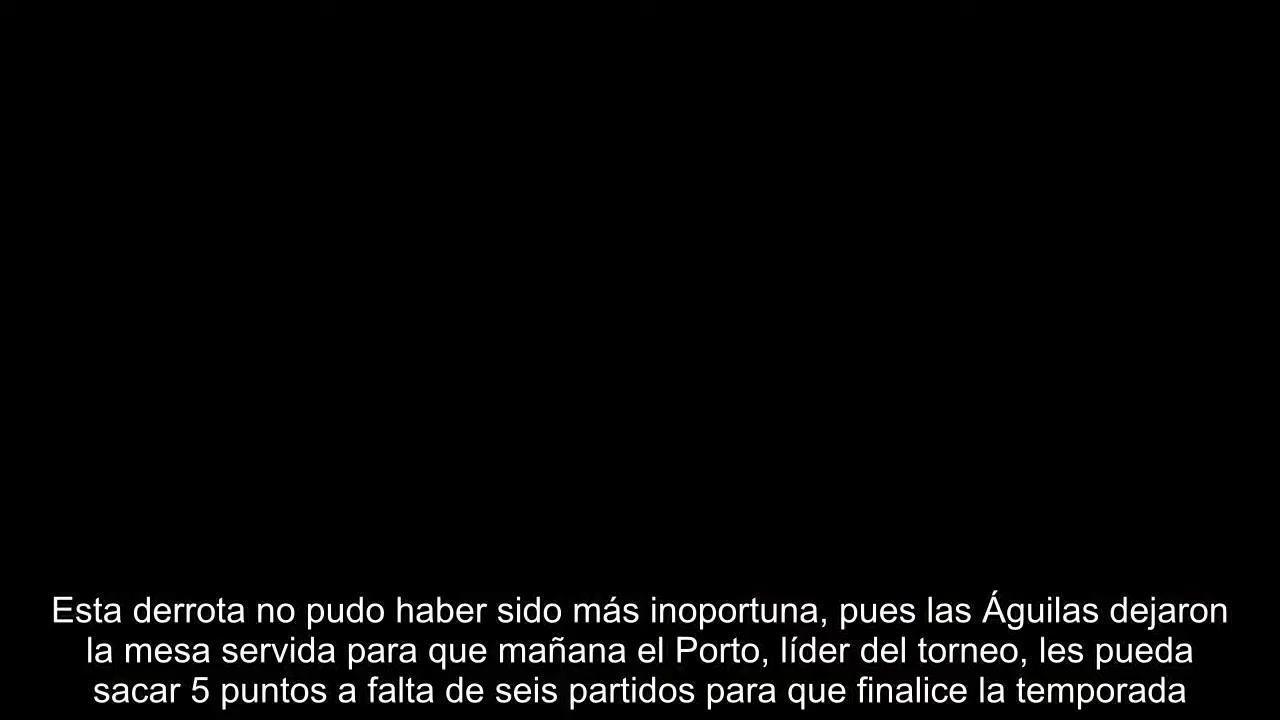 Esta derrota no pudo haber sido más inoportuna, pues las Águilas dejaron
la mesa servida para que mañana el Porto, líder del torneo, les pueda
sacar 5 puntos a falta de seis partidos para que finalice la temporada